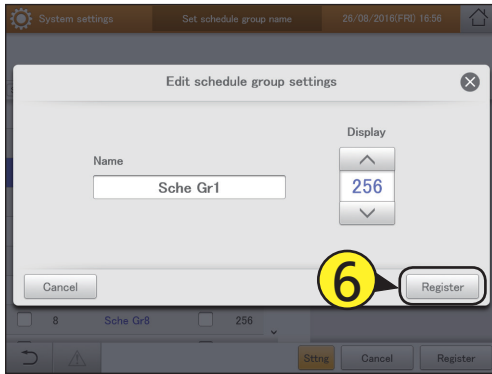 System settings Set schedule group name 26/08/2016(FRI) 16:56
Edit schedule group settings
Display
Name
Sche Gr1 256
6
Cancel Register
8 Sche Gr8 256
Sttng Cancel Register